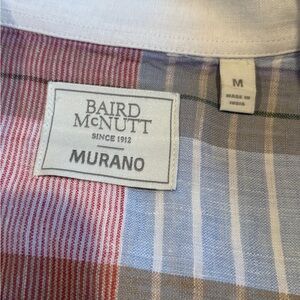 BAIRD
McNUTT
SINCE 1912
MURANO
M
MADE IN
INDIA